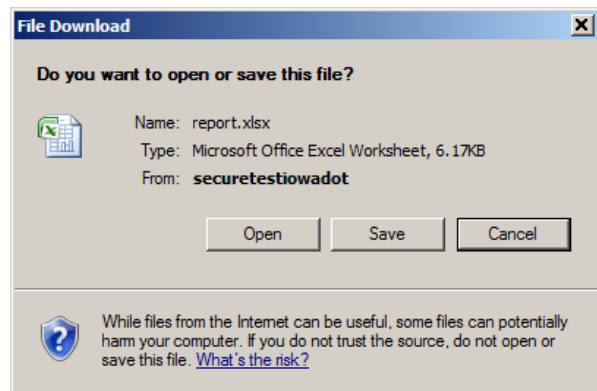 File Download
Do you want to open or save this file?
Name: report.xlsx
Type: Microsoft Office Excel Worksheet, 6.17KB
From: securetestiowadot
Open Save Cancel
While files from the Internet can be useful, some files can potentially
harm your computer. If you do not trust the source, do not open or
save this file. What's the risk?